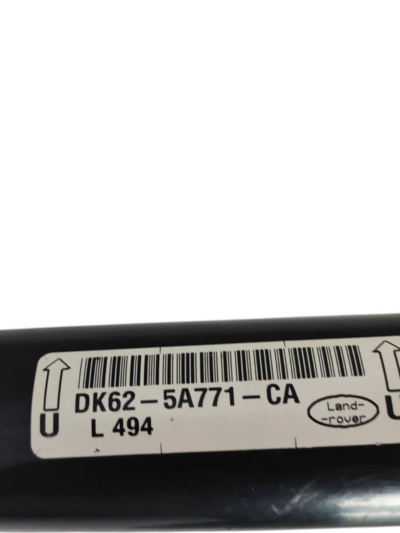 DK62-5A771-CA
U L 494
Land-
-rover
U